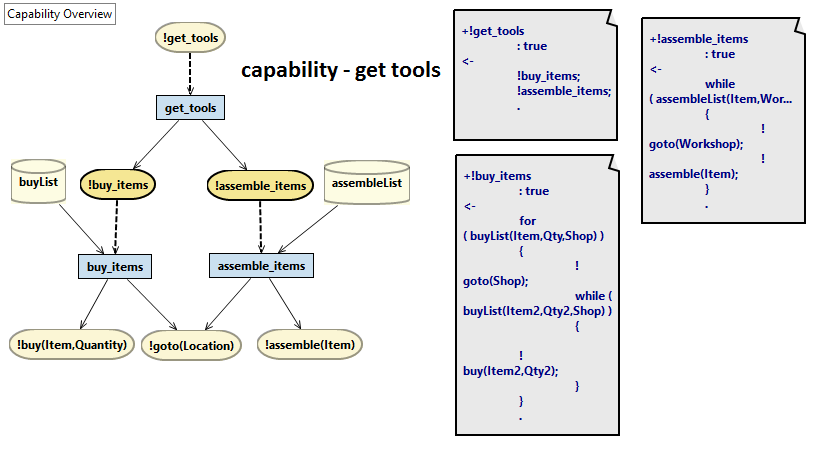 Capability Overview
!get_tools
capability - get tools
get_tools
buyList
!buy_items
!assemble_items
assembleList
buy_items
assemble_items
!buy(Item,Quantity)
!goto(Location)
!assemble(Item)
+!get_tools
: true
<-
!buy_items;
!assemble_items;
.
+!buy_items
: true
<-
for
( buyList(Item,Qty,Shop) )
{
!
goto(Shop);
while (
buyList(Item2,Qty2,Shop) )
{
!
buy(Item2,Qty2);
}
}
.
+!assemble_items
: true
<-
while
( assembleList(Item,Wor...
{
!
goto(Workshop);
!
assemble(Item);
}
.